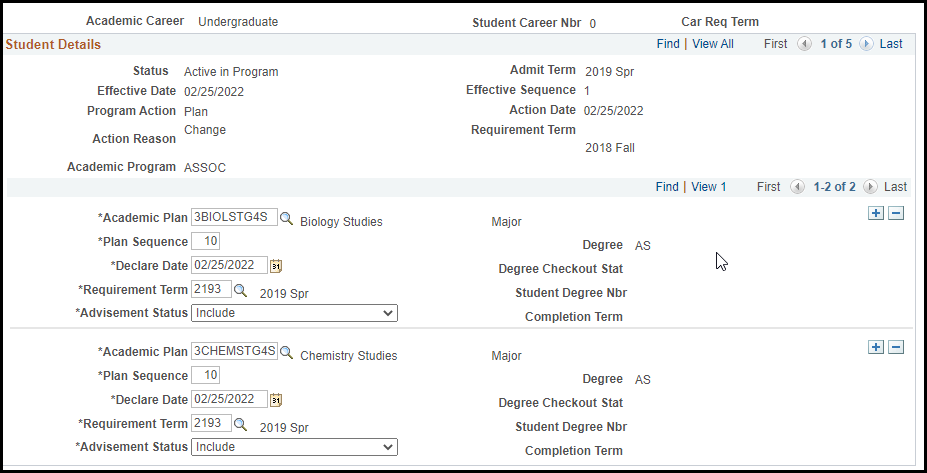 Academic Career Undergraduate Student Career Nbr 0 Car Req Term
Student Details Find | View All First 1 of 5 Last
Status Active in Program Admit Term 2019 Spr
Effective Date 02/25/2022 Effective Sequence 1
Program Action Plan Action Date 02/25/2022
Action Reason Change Requirement Term 2018 Fall
Academic Program ASSOC
Find | View 1 First 1-2 of 2 Last
*Academic Plan 3BIOLSTG4S Biology Studies Major
*Plan Sequence 10 Degree AS
*Declare Date 02/25/2022 31 Degree Checkout Stat
*Requirement Term 2193 2019 Spr Student Degree Nbr
*Advisement Status Include Completion Term
*Academic Plan 3CHEMSTG4S Chemistry Studies Major
*Plan Sequence 10 Degree AS
*Declare Date 02/25/2022 31 Degree Checkout Stat
*Requirement Term 2193 2019 Spr Student Degree Nbr
*Advisement Status Include Completion Term